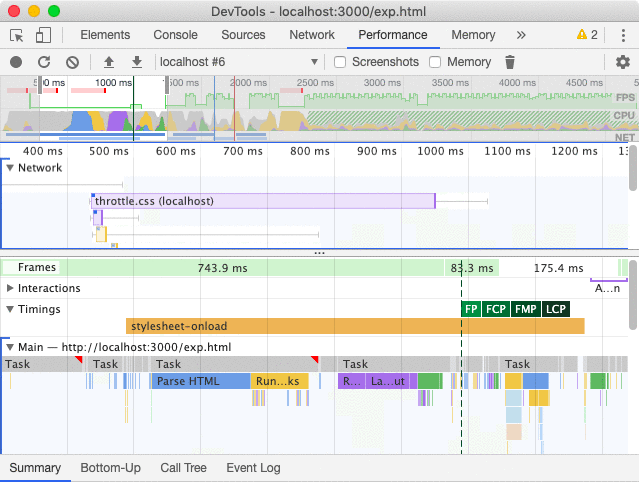 DevTools - localhost:3000/exp.html
Elements Console Sources Network Performance Memory » 2
localhost #6 Screenshots Memory
500 ms 1000 ms 1500 ms 2000 ms 2500 ms 3000 ms 3500 ms 4000 ms 4500 ms
FPS
CPU
NET
400 ms 500 ms 600 ms 700 ms 800 ms 900 ms 1000 ms 1100 ms 1200 ms
Network
throttle.css (localhost)
...
Frames 743.9 ms 83.3 ms 175.4 ms
Interactions A...n
Timings FP FCP FMP LCP
stylesheet-onload
Main — http://localhost:3000/exp.html
Task Task Task Task Task
Parse HTML Run...ks R... La...ut
Summary Bottom-Up Call Tree Event Log